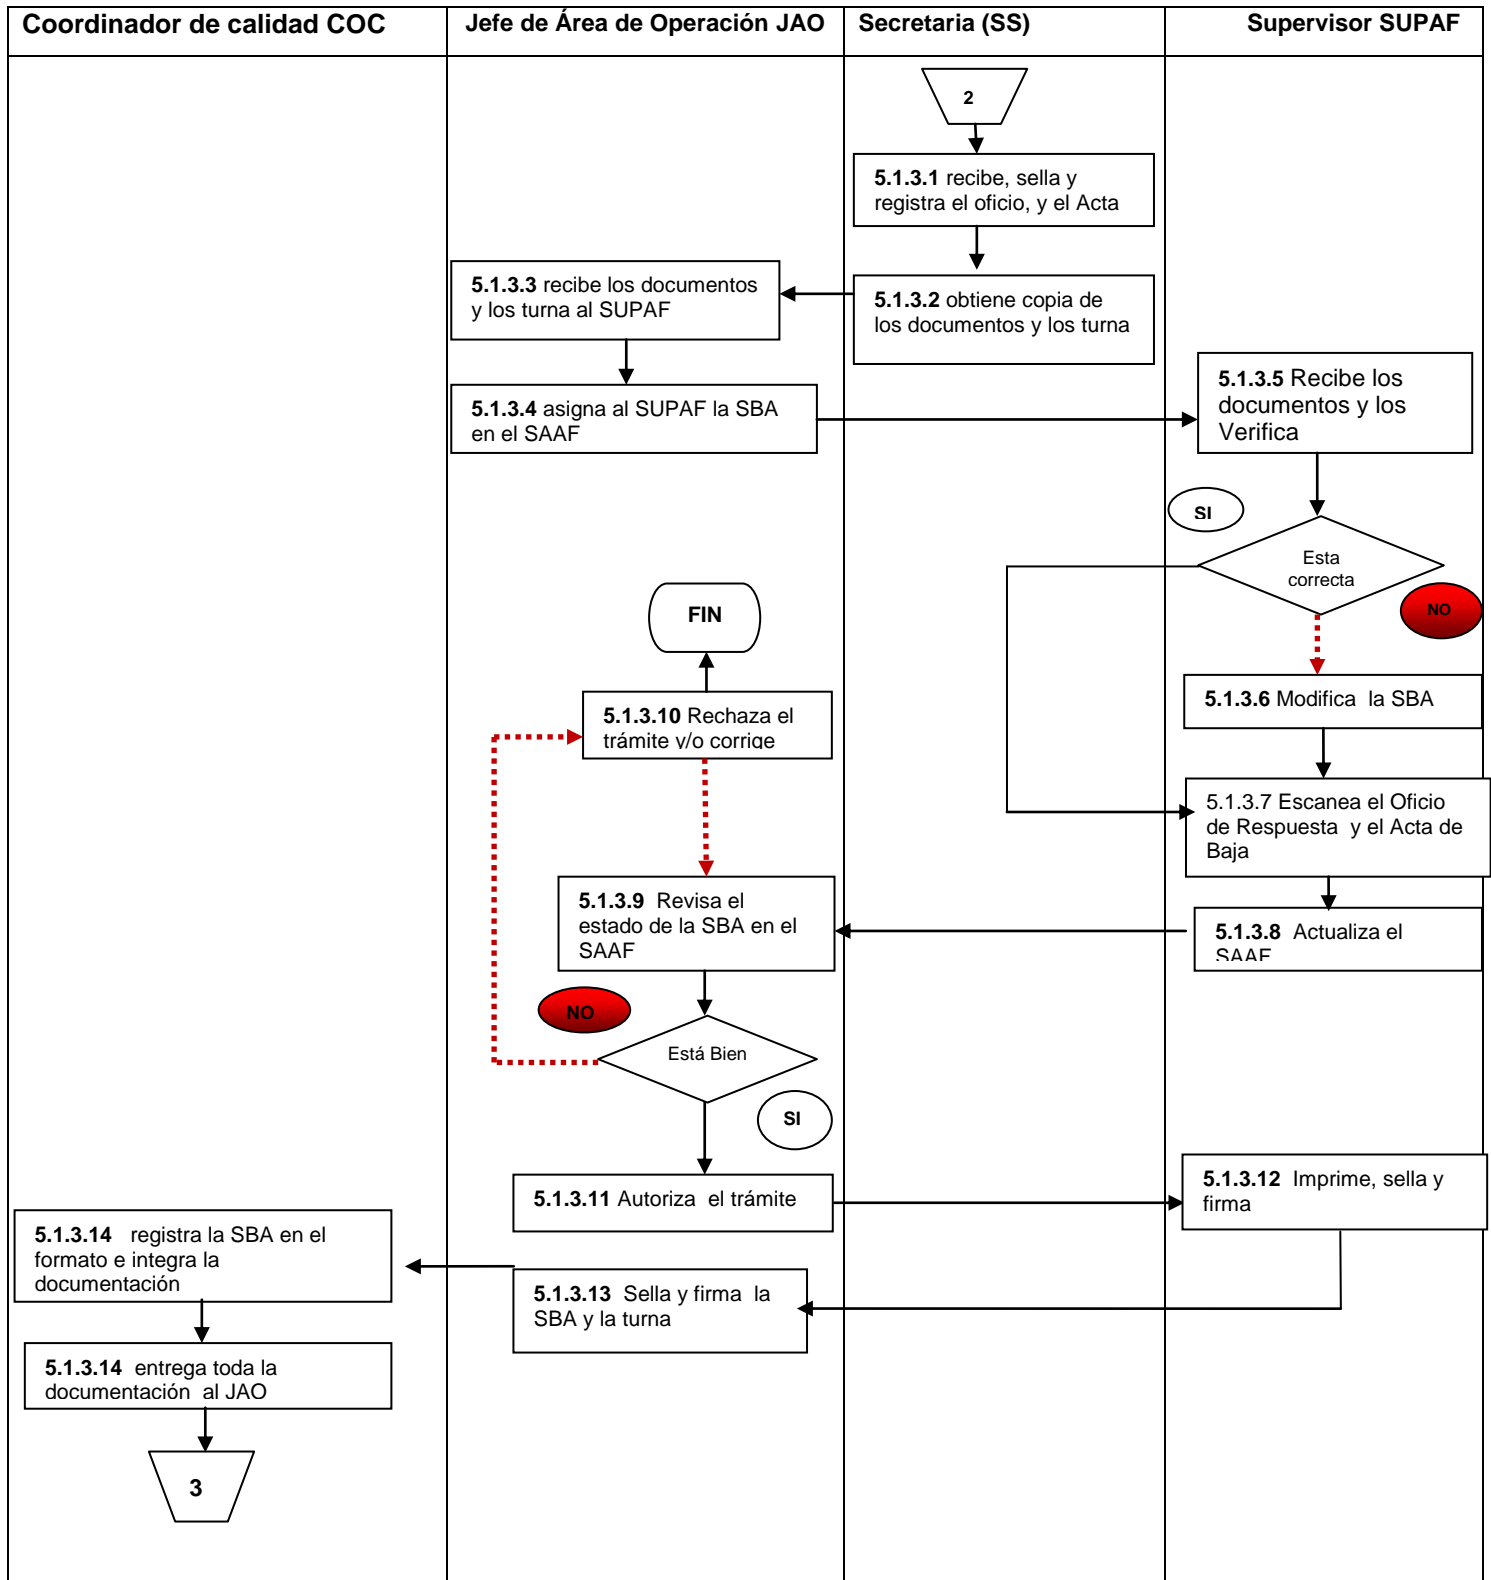 Coordinador de calidad COC
Jefe de Área de Operación JAO
Secretaria (SS)
Supervisor SUPAF
2
5.1.3.1 recibe, sella y
registra el oficio, y el Acta
5.1.3.3 recibe los documentos
y los turna al SUPAF
5.1.3.2 obtiene copia de
los documentos y los turna
5.1.3.4 asigna al SUPAF la SBA
en el SAAF
5.1.3.5 Recibe los
documentos y los
Verifica
SI
Esta
correcta
NO
FIN
5.1.3.6 Modifica la SBA
5.1.3.10 Rechaza el
trámite y/o corrige
5.1.3.7 Escanea el Oficio
de Respuesta y el Acta de
Baja
5.1.3.9 Revisa el
estado de la SBA en el
SAAF
5.1.3.8 Actualiza el
SAAF
NO
Está Bien
SI
5.1.3.11 Autoriza el trámite
5.1.3.12 Imprime, sella y
firma
5.1.3.14 registra la SBA en el
formato e integra la
documentación
5.1.3.13 Sella y firma la
SBA y la turna
5.1.3.14 entrega toda la
documentación al JAO
3